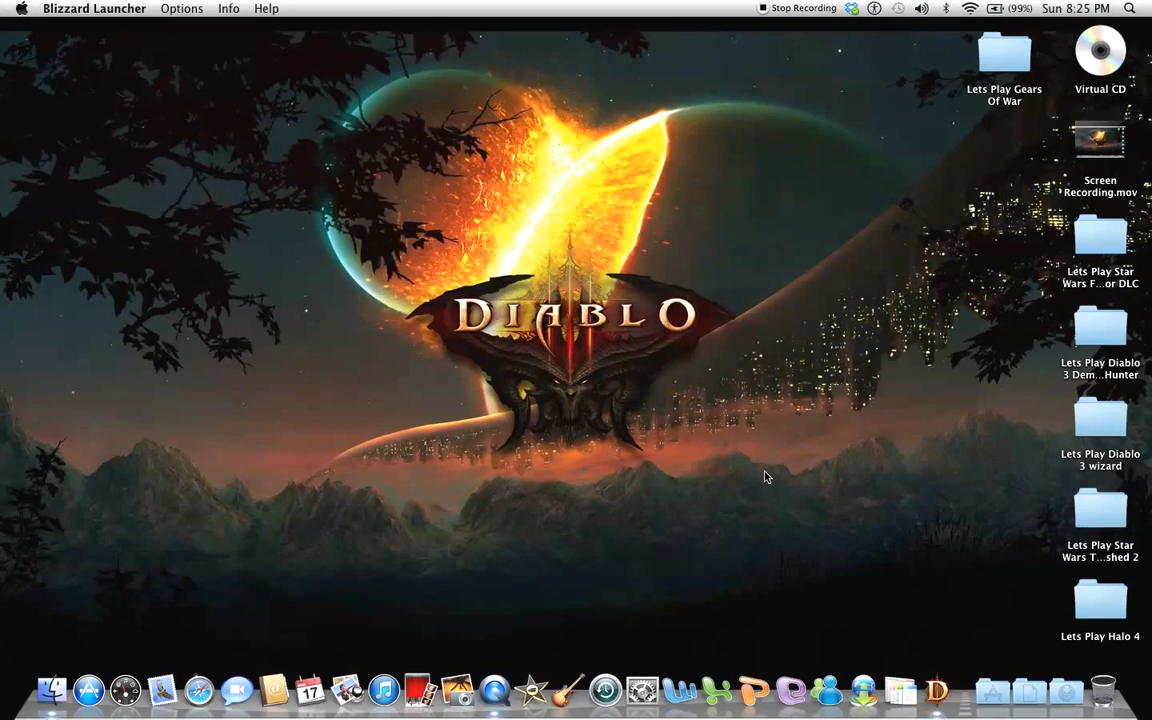 Blizzard Launcher Options Info Help Stop Recording (99%) Sun 8:25 PM
Lets Play Gears
Of War
Virtual CD
Screen
Recording.mov
Lets Play Star
Wars F...or DLC
Lets Play Diablo
3 Dem...Hunter
Lets Play Diablo
3 wizard
Lets Play Star
Wars T...shed 2
Lets Play Halo 4
DIABLO
17